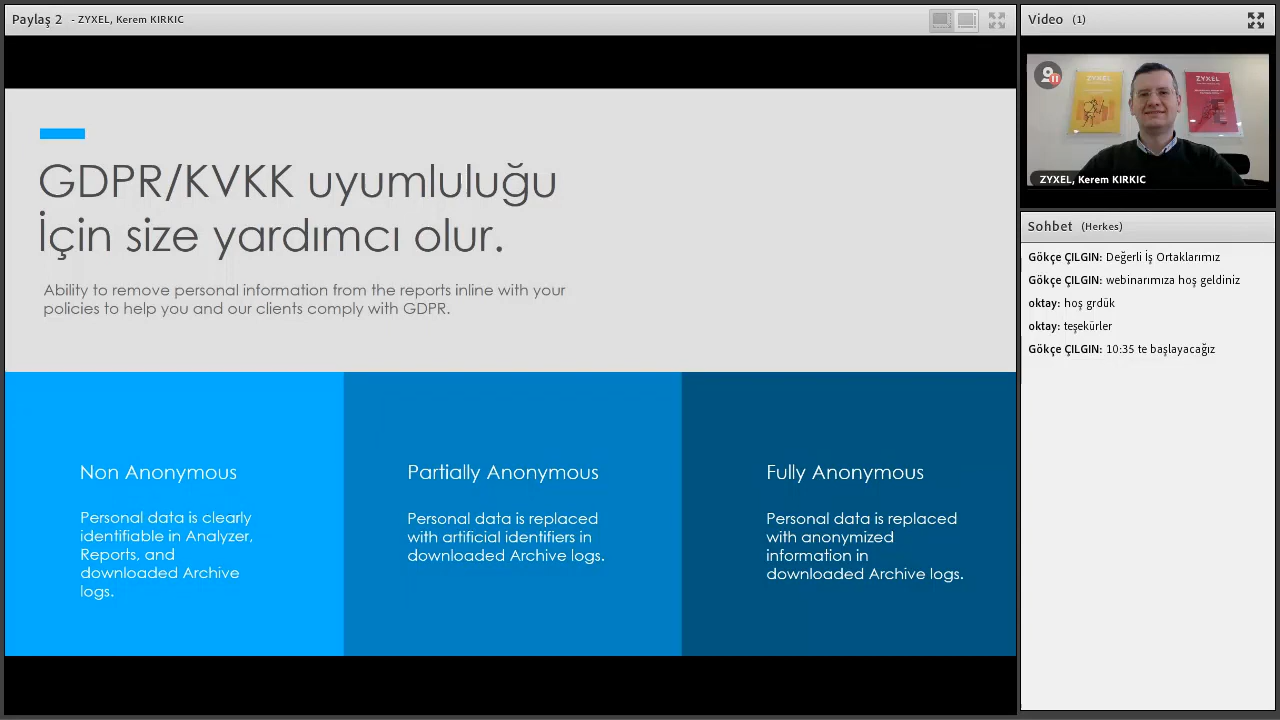 Paylaş 2 - ZYXEL, Kerem KIRKIC
GDPR/KVKK uyumluluğu
İçin size yardımcı olur.
Ability to remove personal information from the reports inline with your
policies to help you and our clients comply with GDPR.
Non Anonymous
Personal data is clearly
identifiable in Analyzer,
Reports, and
downloaded Archive
logs.
Partially Anonymous
Personal data is replaced
with artificial identifiers in
downloaded Archive logs.
Fully Anonymous
Personal data is replaced
with anonymized
information in
downloaded Archive logs.
Video (1)
ZYXEL
ZYXEL
ZYXEL, Kerem KIRKIC
Sohbet (Herkes)
Gökçe ÇILGIN: Değerli İş Ortaklarımız
Gökçe ÇILGIN: webinarımıza hoş geldiniz
oktay: hoş grdük
oktay: teşekürler
Gökçe ÇILGIN: 10:35 te başlayacağız